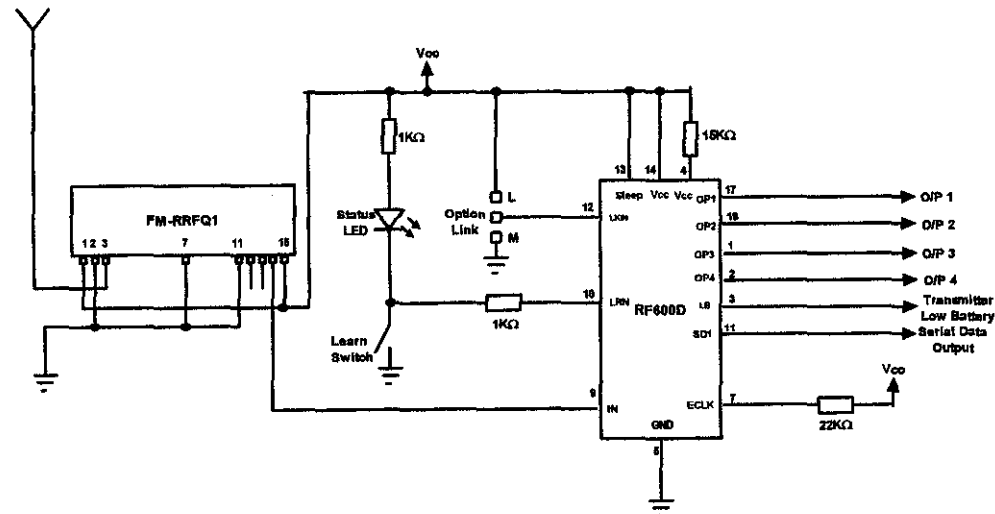 Vcc
1KΩ
15KΩ
13
14
4
FM-RRFQ1
1 2 3
7
11
15
Status
LED
L
Option
Link
M
12
Sleep
Vcc
Vcc
LKIN
OP1
17
O/P 1
OP2
18
O/P 2
OP3
1
O/P 3
OP4
2
O/P 4
10
LRN
RF600D
LB
3
Transmitter
Low Battery
1KΩ
SD1
11
Serial Data
Output
Learn
Switch
Vcc
9
IN
ECLK
7
22KΩ
GND